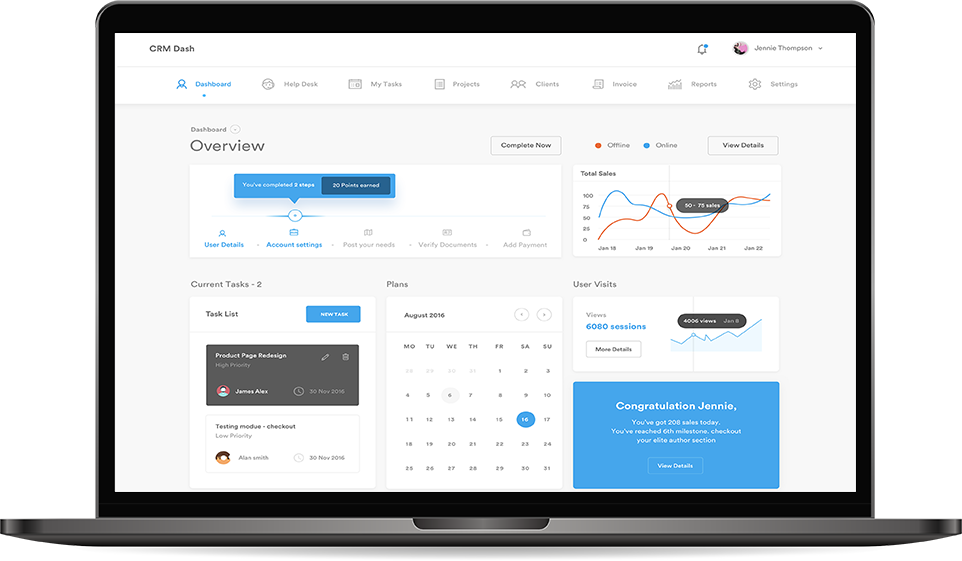 CRM Dash
Jennie Thompson
Dashboard
Help Desk
My Tasks
Projects
Clients
Invoice
Reports
Settings
Dashboard
Overview
Complete Now
Offline
Online
View Details
You've completed 2 steps
20 Points earned
User Details
Account settings
Post your needs
Verify Documents
Add Payment
Total Sales
100
75
50
25
0
50 - 75 sales
Jan 18 Jan 19 Jan 20 Jan 21 Jan 22
Current Tasks - 2
Task List
NEW TASK
Product Page Redesign
High Priority
James Alex
30 Nov 2016
Testing modue - checkout
Low Priority
Alan smith
30 Nov 2016
Plans
August 2016
MO TU WE TH FR SA SU
28 29 30 31 1 2 3
4 5 6 7 8 9 10
11 12 13 14 15 16 17
18 19 20 21 22 23 24
25 26 27 28 29 30 31
User Visits
Views
6080 sessions
More Details
4006 views Jan 8
Congratulation Jennie,
You've got 208 sales today.
You've reached 6th milestone, checkout
your elite author section
View Details